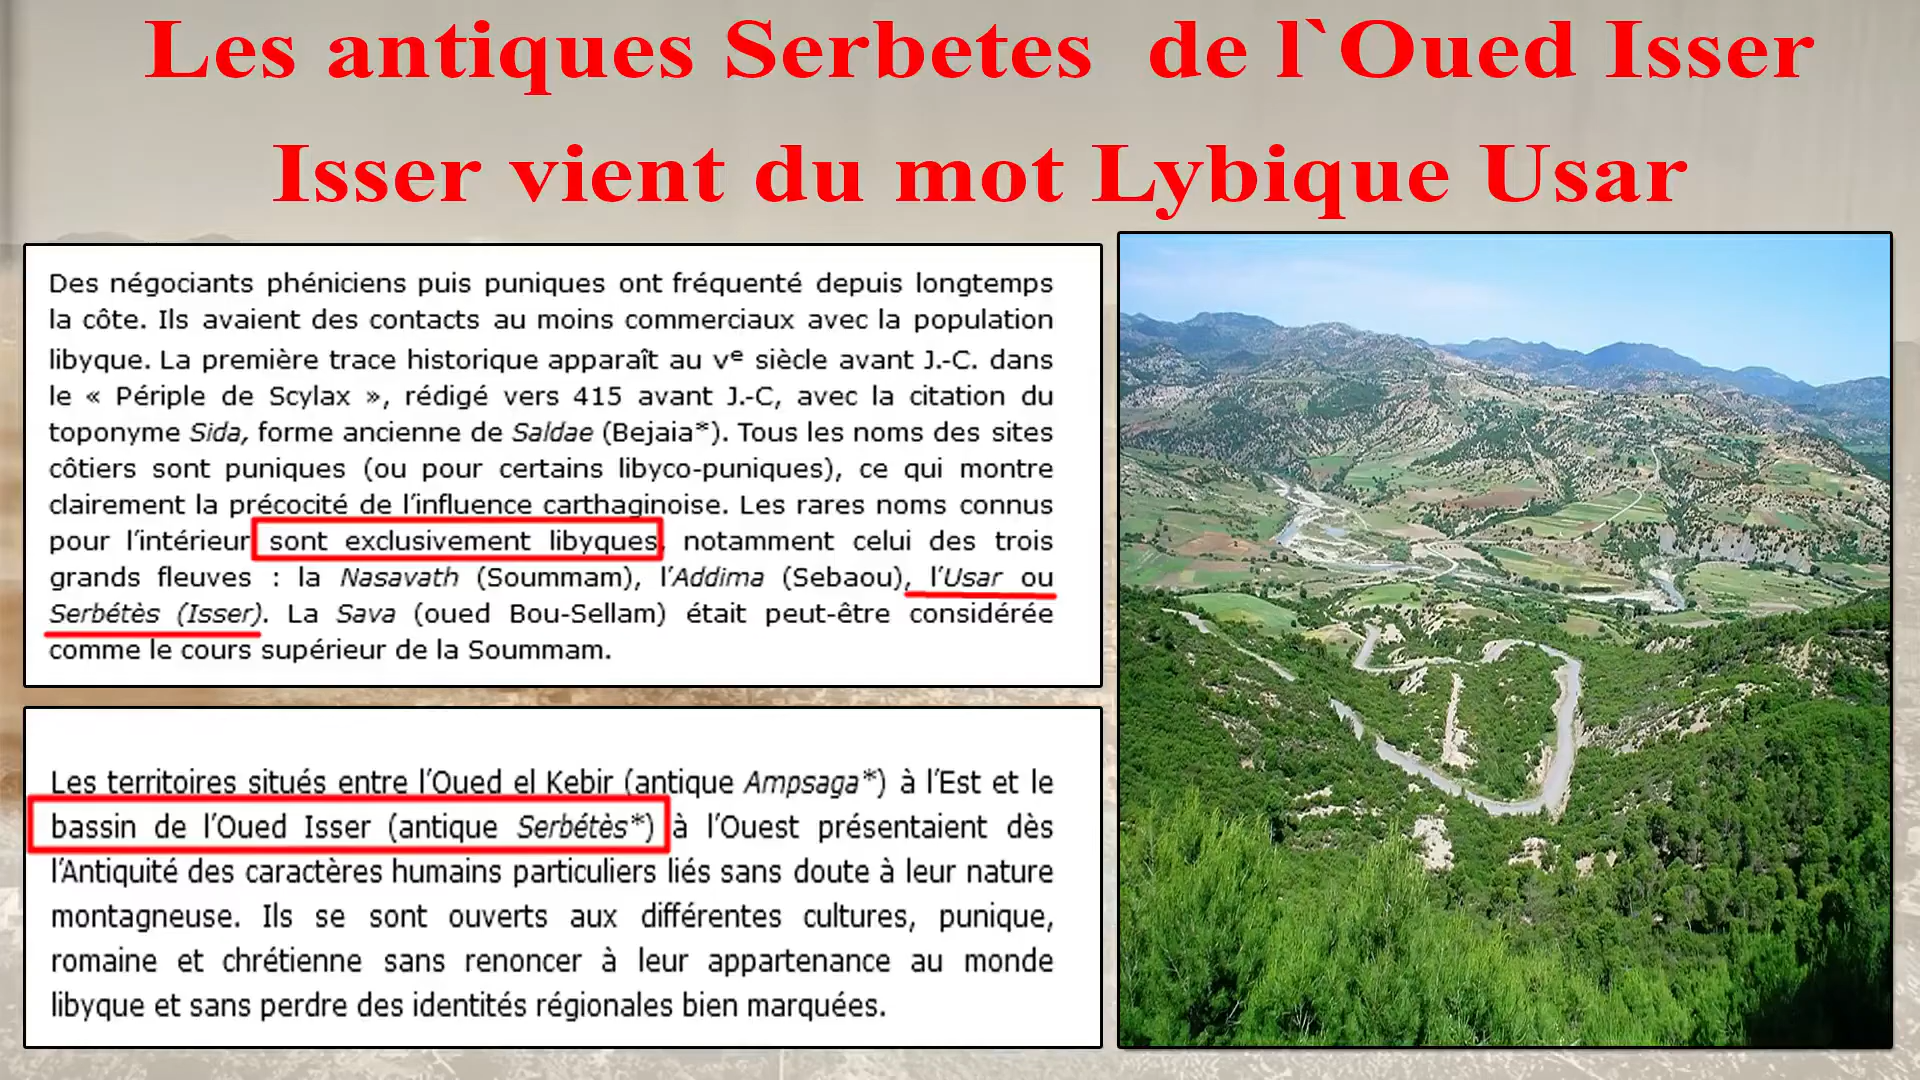 Les antiques Serbetes de l`Oued Isser
Isser vient du mot Lybique Usar
Des négociants phéniciens puis puniques ont fréquenté depuis longtemps
la côte. Ils avaient des contacts au moins commerciaux avec la population
libyque. La première trace historique apparaît au ve siècle avant J.-C. dans
le « Périple de Scylax », rédigé vers 415 avant J.-C, avec la citation du
toponyme Sida, forme ancienne de Saldae (Bejaia*). Tous les noms des sites
côtiers sont puniques (ou pour certains libyco-puniques), ce qui montre
clairement la précocité de l'influence carthaginoise. Les rares noms connus
pour l'intérieur sont exclusivement libyques, notamment celui des trois
grands fleuves : la Nasavath (Soummam), l'Addima (Sebaou), l'Usar ou
Serbétès (Isser). La Sava (oued Bou-Sellam) était peut-être considérée
comme le cours supérieur de la Soummam.
Les territoires situés entre l'Oued el Kebir (antique Ampsaga*) à l'Est et le
bassin de l'Oued Isser (antique Serbétès*) à l'Ouest présentaient dès
l'Antiquité des caractères humains particuliers liés sans doute à leur nature
montagneuse. Ils se sont ouverts aux différentes cultures, punique,
romaine et chrétienne sans renoncer à leur appartenance au monde
libyque et sans perdre des identités régionales bien marquées.